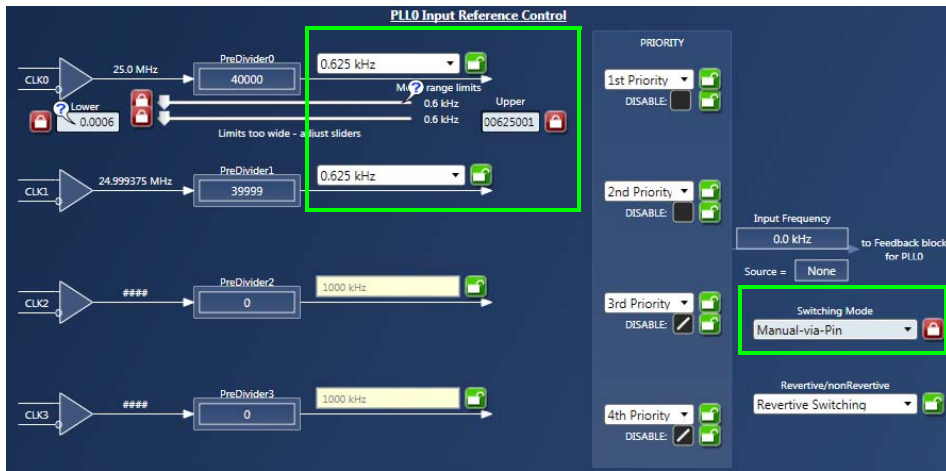 PLL0 Input Reference Control
PRIORITY
CLK0
25.0 MHz
PreDivider0
40000
0.625 kHz
1st Priority
DISABLE:
? range limits
0.6 kHz
0.6 kHz
? Lower
0.0006
Upper
00625001
Limits too wide - adjust sliders
CLK1
24.999375 MHz
PreDivider1
39999
0.625 kHz
2nd Priority
DISABLE:
Input Frequency
0.0 kHz
to Feedback block
for PLL0
Source =
None
CLK2
####
PreDivider2
0
1000 kHz
3rd Priority
DISABLE:
Switching Mode
Manual-via-Pin
CLK3
####
PreDivider3
0
1000 kHz
4th Priority
DISABLE:
Revertive/nonRevertive
Revertive Switching